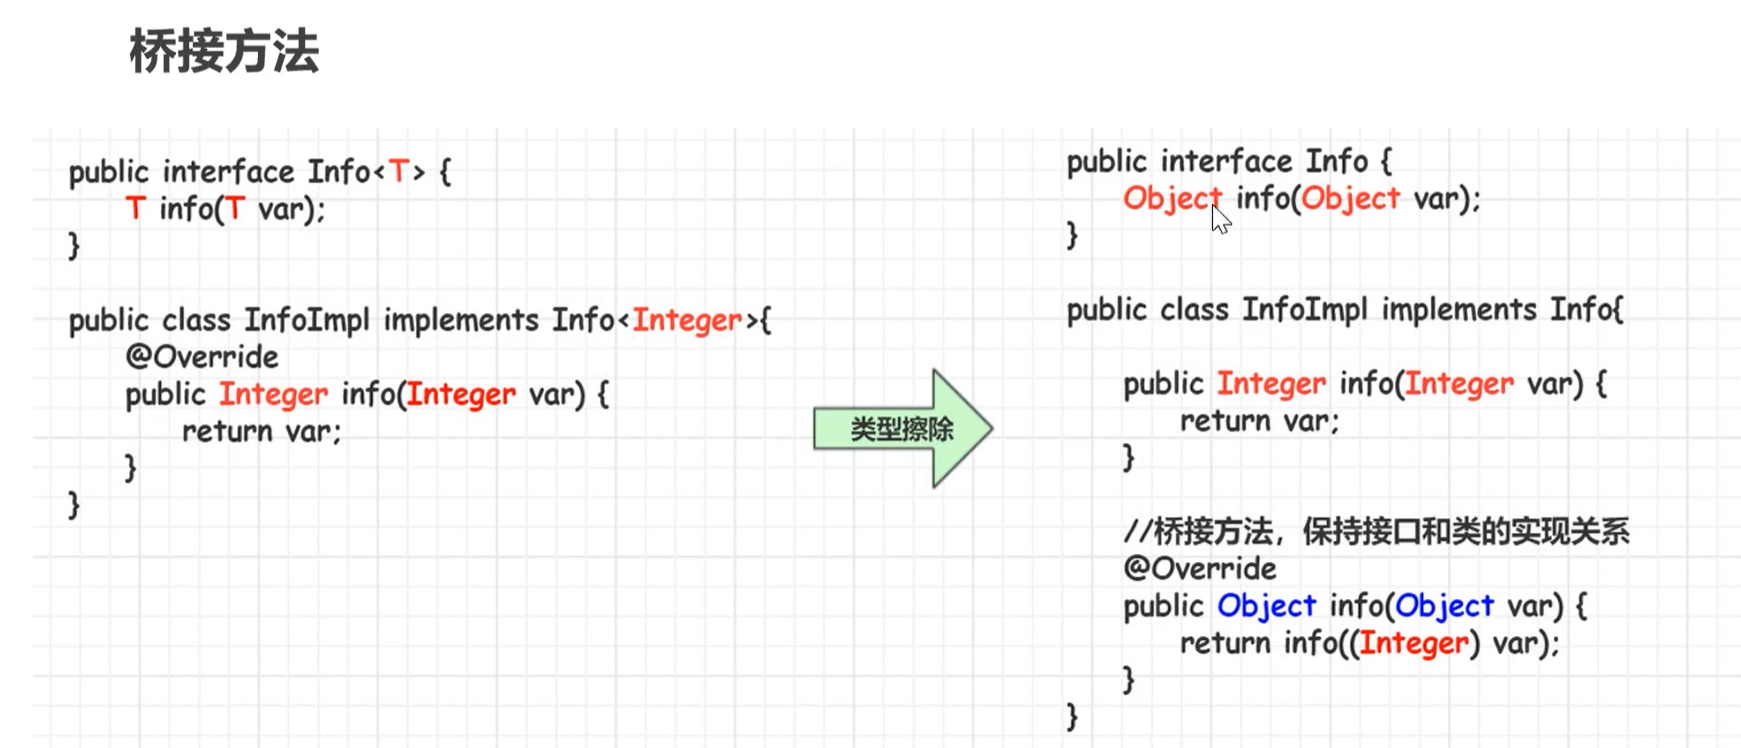 桥接方法
public interface Info<T> {
T info(T var);
}
public class InfoImpl implements Info<Integer>{
@Override
public Integer info(Integer var) {
return var;
}
}
类型擦除
public interface Info {
Object info(Object var);
}
public class InfoImpl implements Info{
public Integer info(Integer var) {
return var;
}
//桥接方法，保持接口和类的实现关系
@Override
public Object info(Object var) {
return info((Integer) var);
}
}